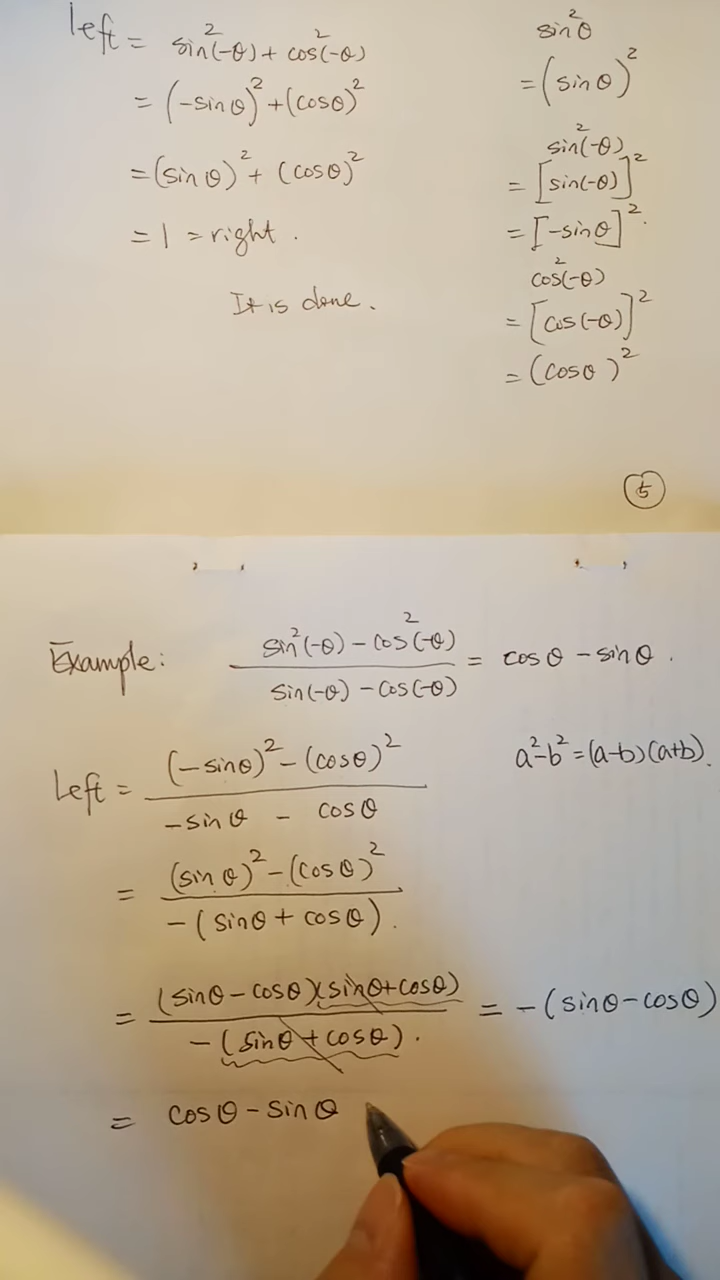 left = sin²(-θ) + cos²(-θ)
= (-sinθ)² + (cosθ)²
= (sinθ)² + (cosθ)²
= 1 = right.
It is done.
sin²θ
= (sinθ)²
sin²(-θ)
= [sin(-θ)]²
= [-sinθ]².
cos²(-θ)
= [cos(-θ)]²
= (cosθ)²
5
Example: (sin²(-θ) - cos²(-θ)) / (sin(-θ) - cos(-θ)) = cosθ - sinθ.
Left = ((-sinθ)² - (cosθ)²) / (-sinθ - cosθ)
a²-b² = (a-b)(a+b).
= ((sinθ)² - (cosθ)²) / (-(sinθ + cosθ)).
= ((sinθ - cosθ)(sinθ + cosθ)) / (-(sinθ + cosθ)). = -(sinθ - cosθ)
= cosθ - sinθ